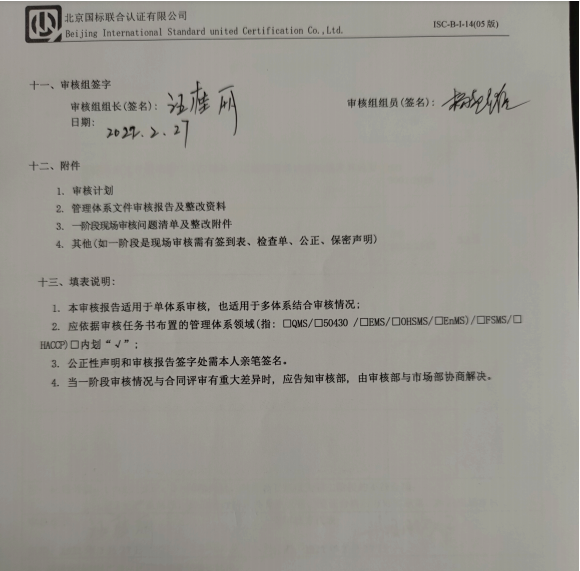 北京国标联合认证有限公司
Beijing International Standard united Certification Co.,Ltd.
ISC-B-I-14(05版)
十一、审核组签字
审核组组长(签名)：汪桂丽 审核组组员(签名)：
日期：
2022.2.27
十二、附件
1. 审核计划
2. 管理体系文件审核报告及整改资料
3. 一阶段现场审核问题清单及整改附件
4. 其他(如一阶段是现场审核需有签到表、检查单、公正、保密声明)
十三、填表说明：
1. 本审核报告适用于单体系审核，也适用于多体系结合审核情况；
2. 应依据审核任务书布置的管理体系领域(指：□QMS/□50430 /□EMS/□OHSMS/□EnMS)/□FSMS/□
HACCP)□内划“√”；
3. 公正性声明和审核报告签字处需本人亲笔签名。
4. 当一阶段审核情况与合同评审有重大差异时，应告知审核部，由审核部与市场部协商解决。